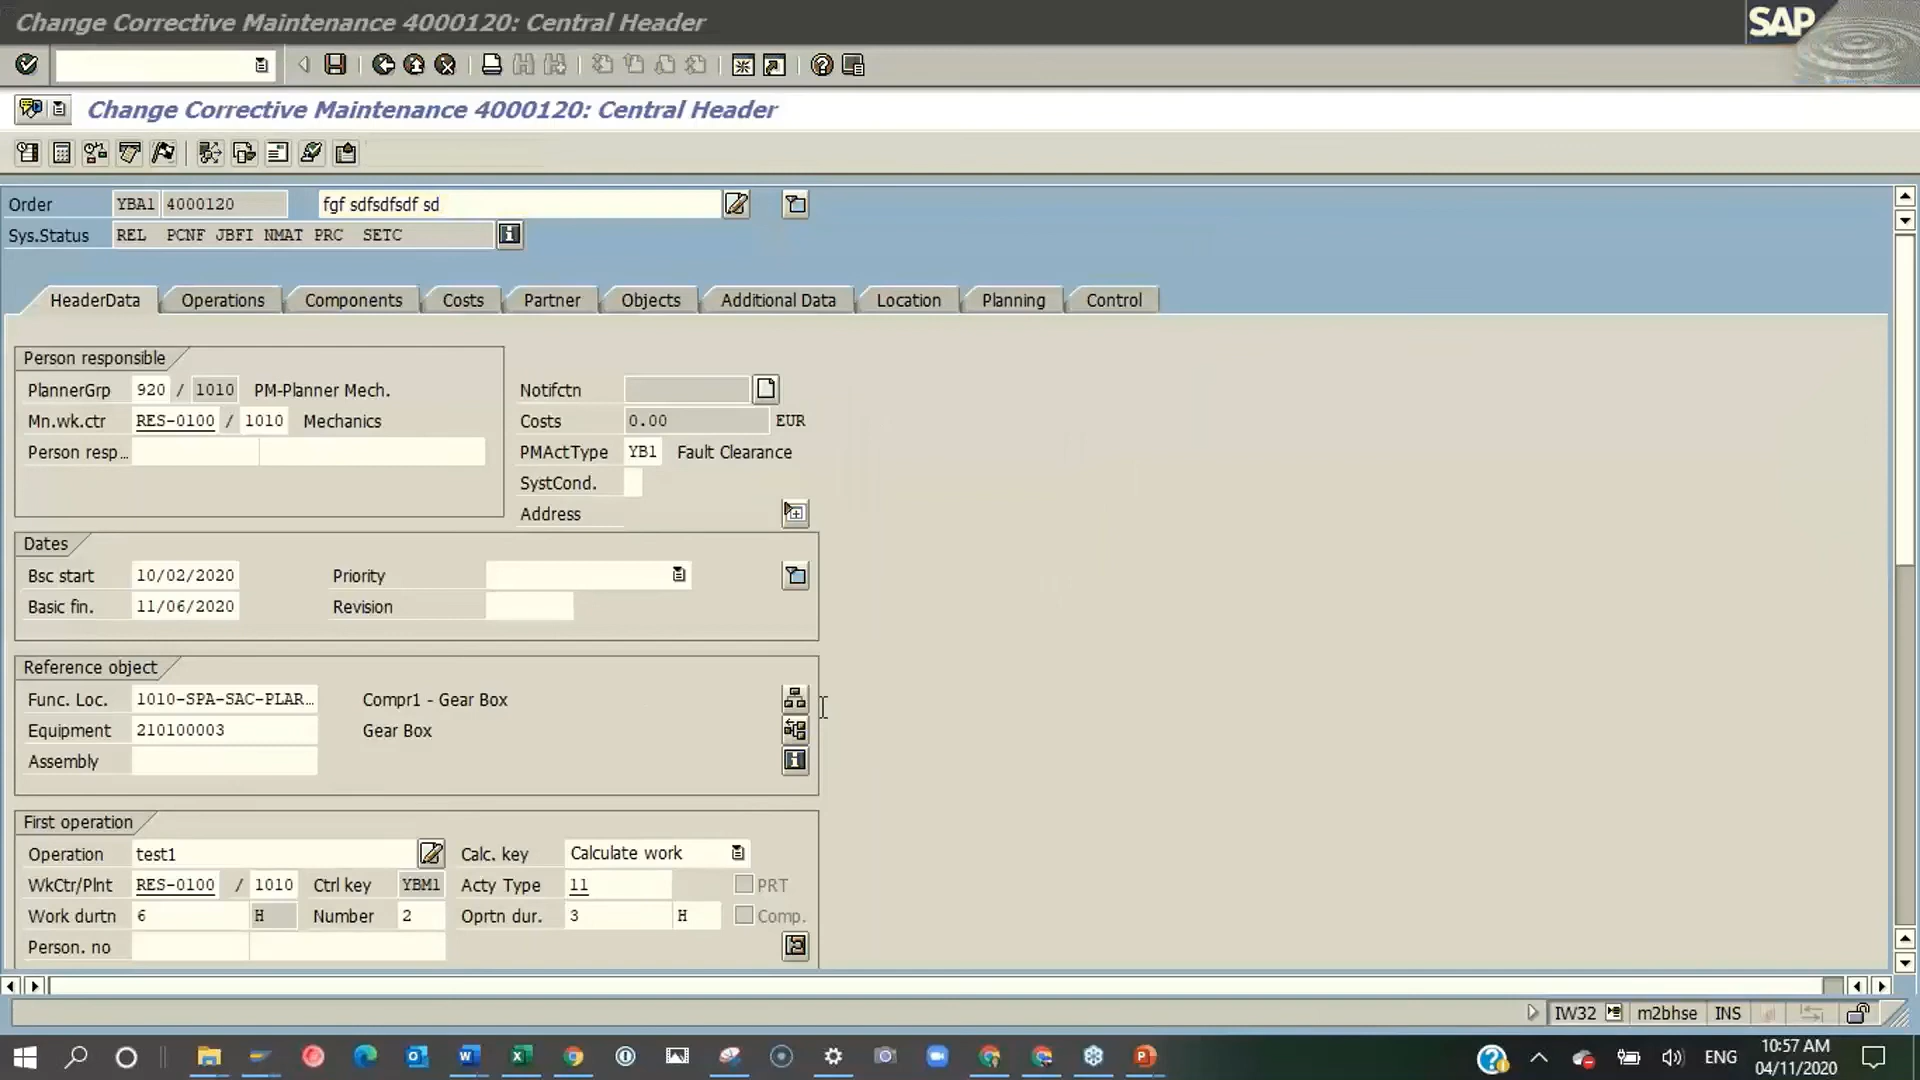 Change Corrective Maintenance 4000120: Central Header
SAP
Change Corrective Maintenance 4000120: Central Header
Order YBA1 4000120 fgf sdfsdfsdf sd
Sys.Status REL PCNF JBFI NMAT PRC SETC
HeaderData Operations Components Costs Partner Objects Additional Data Location Planning Control
Person responsible
PlannerGrp 920 / 1010 PM-Planner Mech. Notifctn
Mn.wk.ctr RES-0100 / 1010 Mechanics Costs 0.00 EUR
Person resp... PMActType YB1 Fault Clearance
SystCond.
Address
Dates
Bsc start 10/02/2020 Priority
Basic fin. 11/06/2020 Revision
Reference object
Func. Loc. 1010-SPA-SAC-PLAR... Compr1 - Gear Box
Equipment 210100003 Gear Box
Assembly
First operation
Operation test1 Calc. key Calculate work
WkCtr/Plnt RES-0100 / 1010 Ctrl key YBM1 Acty Type 11 PRT
Work durtn 6 H Number 2 Oprtn dur. 3 H Comp.
Person. no
IW32 m2bhse INS
ENG 10:57 AM
04/11/2020